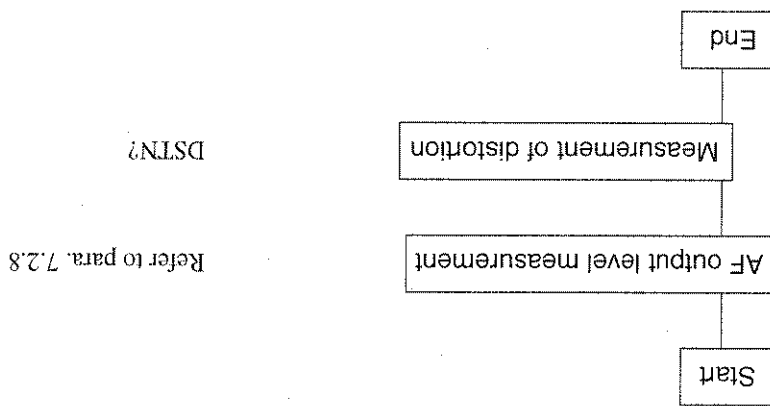 Start
AF output level measurement Refer to para. 7.2.8
Measurement of distortion DSTN?
End